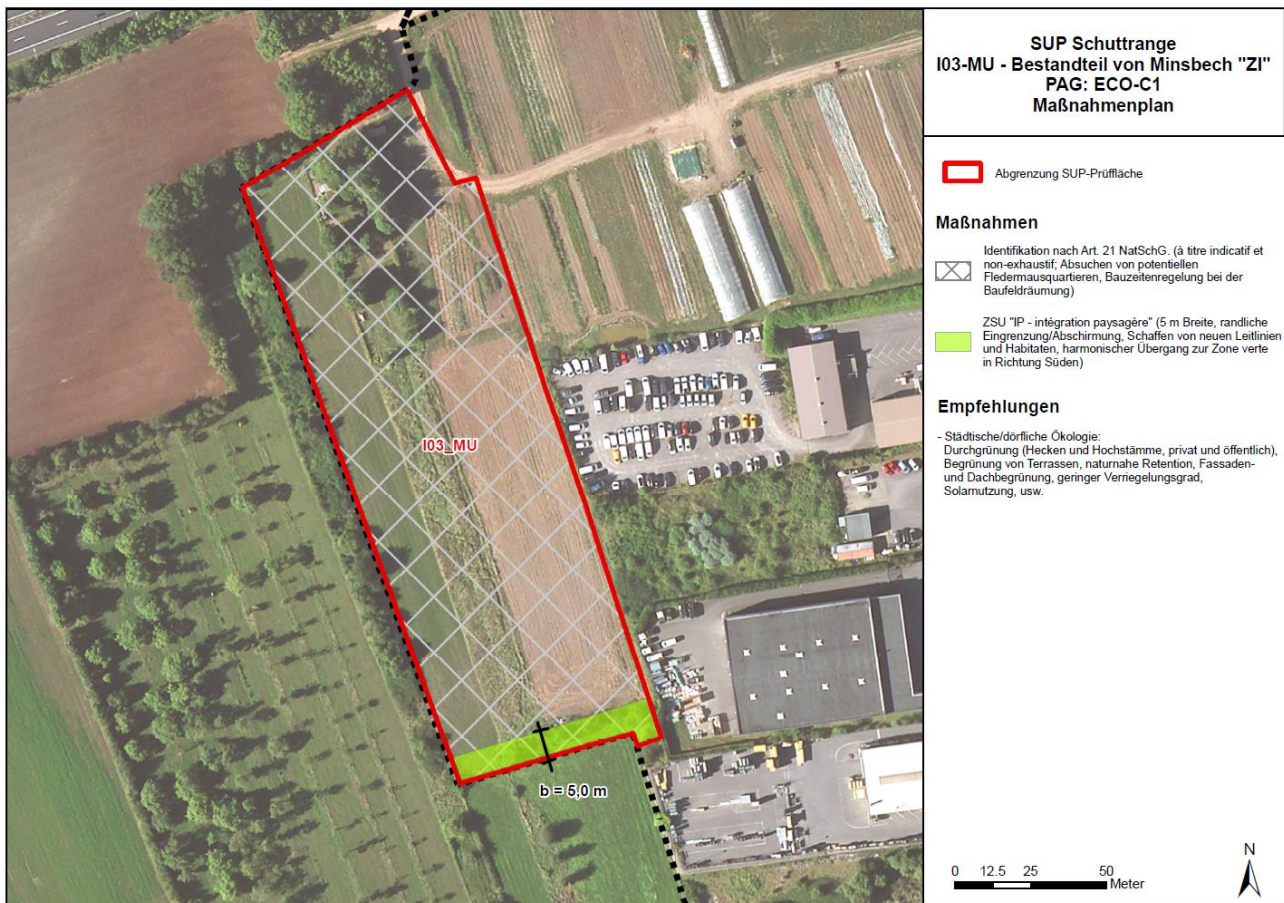 SUP Schuttrange
I03-MU - Bestandteil von Minsbech "ZI"
PAG: ECO-C1
Maßnahmenplan
Abgrenzung SUP-Prüffläche
Maßnahmen
Identifikation nach Art. 21 NatSchG. (à titre indicatif et
non-exhaustif; Absuchen von potentiellen
Fledermausquartieren, Bauzeitenregelung bei der
Baufeldräumung)
ZSU "IP - intégration paysagère" (5 m Breite, randliche
Eingrenzung/Abschirmung, Schaffen von neuen Leitlinien
und Habitaten, harmonischer Übergang zur Zone verte
in Richtung Süden)
Empfehlungen
- Städtische/dörfliche Ökologie:
Durchgrünung (Hecken und Hochstämme, privat und öffentlich),
Begrünung von Terrassen, naturnahe Retention, Fassaden-
und Dachbegrünung, geringer Verriegelungsgrad,
Solarnutzung, usw.
I03_MU
b = 5,0 m
0 12.5 25 50
Meter
N